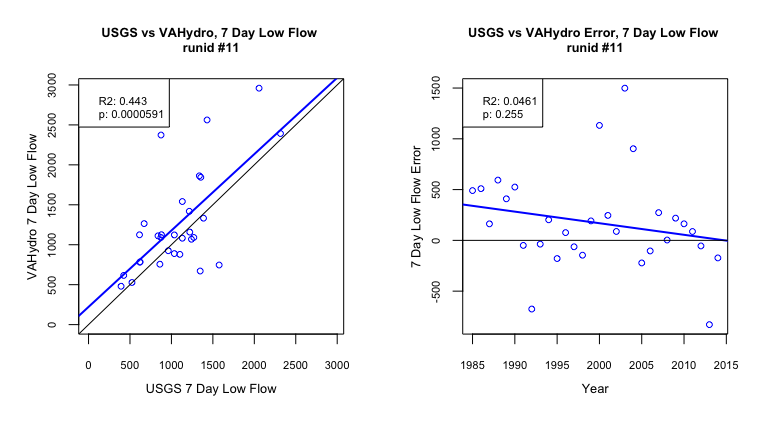 USGS vs VAHydro, 7 Day Low Flow
runid #11
R2: 0.443
p: 0.0000591
VAHydro 7 Day Low Flow
3000
2500
2000
1500
1000
500
0
0 500 1000 1500 2000 2500 3000
USGS 7 Day Low Flow
USGS vs VAHydro Error, 7 Day Low Flow
runid #11
R2: 0.0461
p: 0.255
7 Day Low Flow Error
1500
1000
500
0
-500
1985 1990 1995 2000 2005 2010 2015
Year